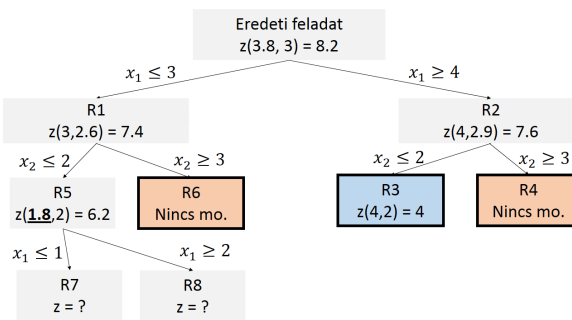 Eredeti feladat
z(3.8, 3) = 8.2
x₁ ≤ 3
x₁ ≥ 4
R1
z(3,2.6) = 7.4
R2
z(4,2.9) = 7.6
x₂ ≤ 2
x₂ ≥ 3
x₂ ≤ 2
x₂ ≥ 3
R5
z(1.8,2) = 6.2
R6
Nincs mo.
R3
z(4,2) = 4
R4
Nincs mo.
x₁ ≤ 1
x₁ ≥ 2
R7
z = ?
R8
z = ?